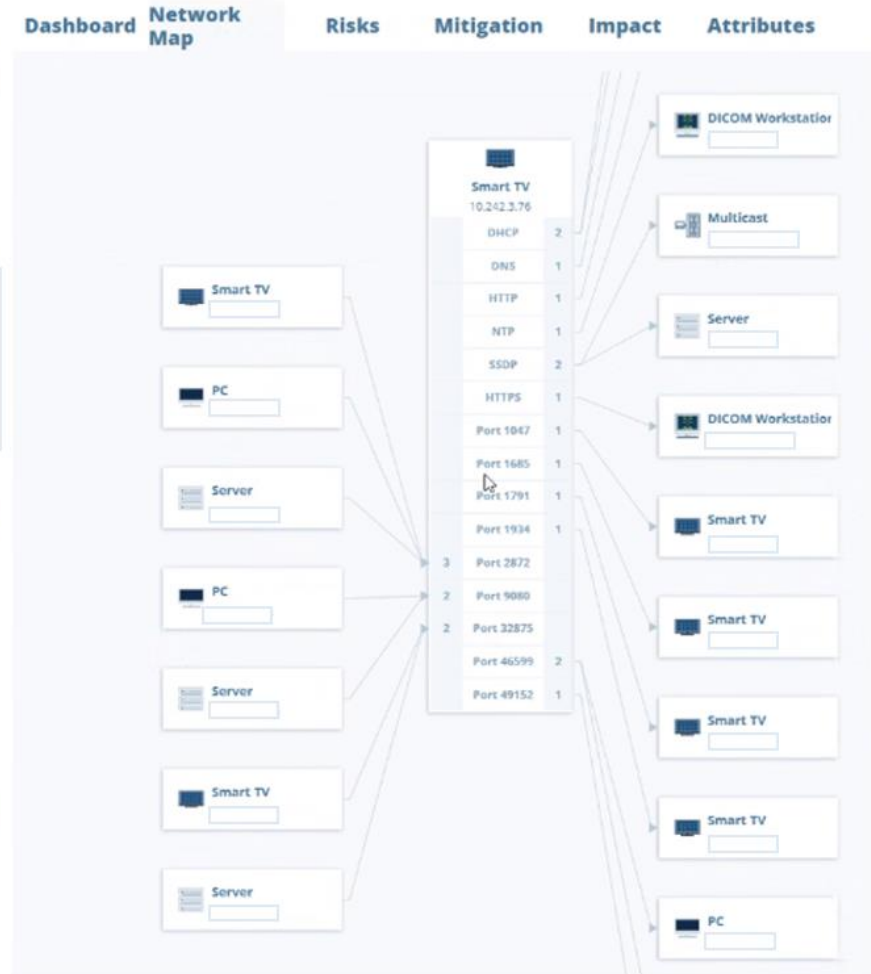 Dashboard
Network
Map
Risks
Mitigation
Impact
Attributes
Smart TV
PC
Server
PC
Server
Smart TV
Server
Smart TV
10.242.3.76
DHCP 2
DNS 1
HTTP 1
NTP 1
SSDP 2
HTTPS 1
Port 1047 1
Port 1685 1
Port 1791 1
Port 1934 1
3 Port 2872
2 Port 9080
2 Port 32875
Port 46599 2
Port 49152 1
DICOM Workstation
Multicast
Server
DICOM Workstation
Smart TV
Smart TV
Smart TV
Smart TV
PC